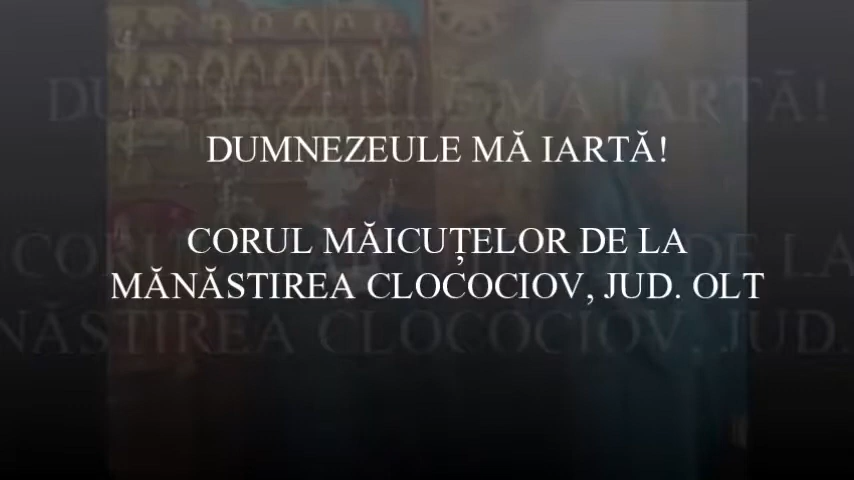 DUMNEZEULE MĂ IARTĂ!
CORUL MĂICUȚELOR DE LA
MĂNĂSTIREA CLOCOCIOV, JUD. OLT